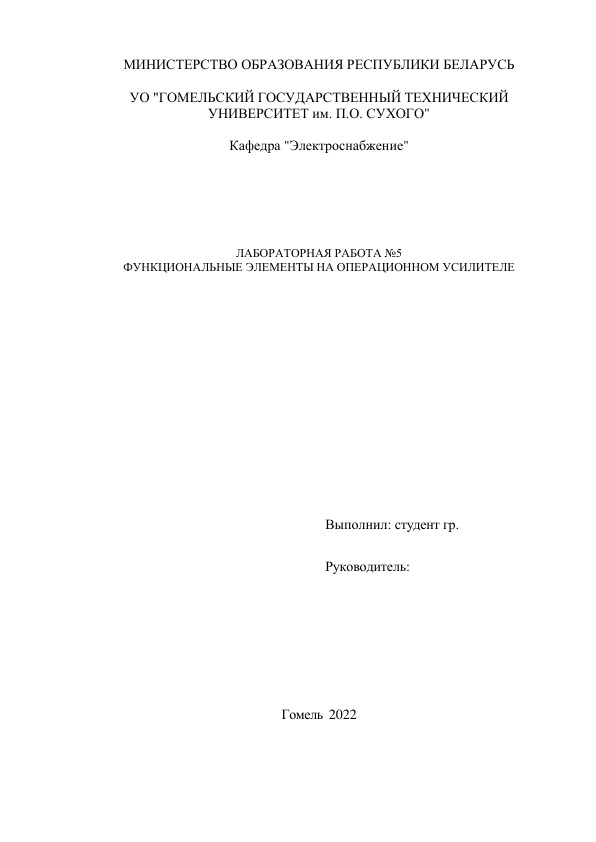 МИНИСТЕРСТВО ОБРАЗОВАНИЯ РЕСПУБЛИКИ БЕЛАРУСЬ
УО "ГОМЕЛЬСКИЙ ГОСУДАРСТВЕННЫЙ ТЕХНИЧЕСКИЙ
УНИВЕРСИТЕТ им. П.О. СУХОГО"
Кафедра "Электроснабжение"
ЛАБОРАТОРНАЯ РАБОТА №5
ФУНКЦИОНАЛЬНЫЕ ЭЛЕМЕНТЫ НА ОПЕРАЦИОННОМ УСИЛИТЕЛЕ
Выполнил: студент гр.
Руководитель:
Гомель 2022